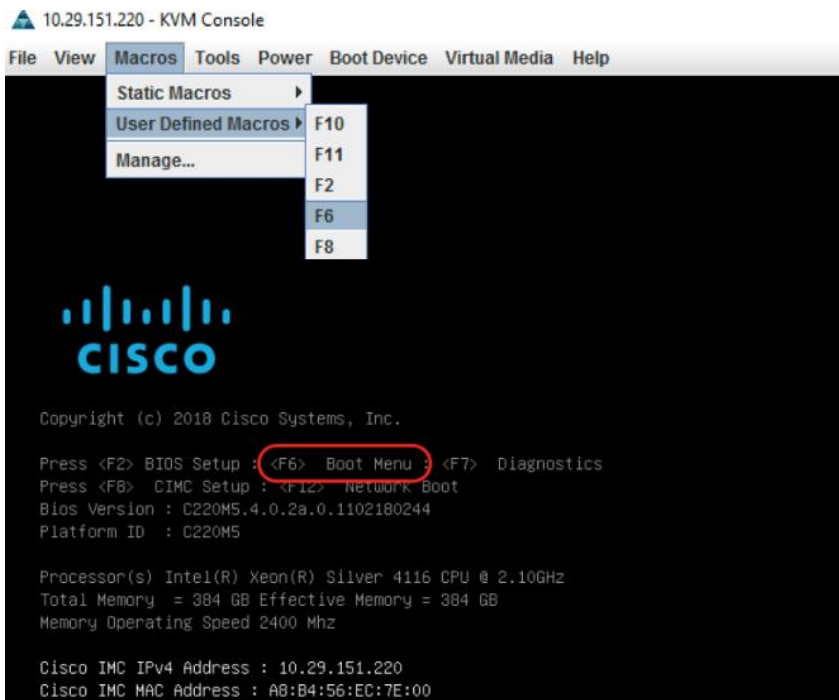 10.29.151.220 - KVM Console
File View Macros Tools Power Boot Device Virtual Media Help
Static Macros
User Defined Macros
Manage...
F10
F11
F2
F6
F8
CISCO
Copyright (c) 2018 Cisco Systems, Inc.
Press <F2> BIOS Setup : <F6> Boot Menu : <F7> Diagnostics
Press <F8> CIMC Setup : <F12> Network Boot
Bios Version : C220M5.4.0.2a.0.1102180244
Platform ID : C220M5
Processor(s) Intel(R) Xeon(R) Silver 4116 CPU @ 2.10GHz
Total Memory = 384 GB Effective Memory = 384 GB
Memory Operating Speed 2400 Mhz
Cisco IMC IPv4 Address : 10.29.151.220
Cisco IMC MAC Address : A8:B4:56:EC:7E:00